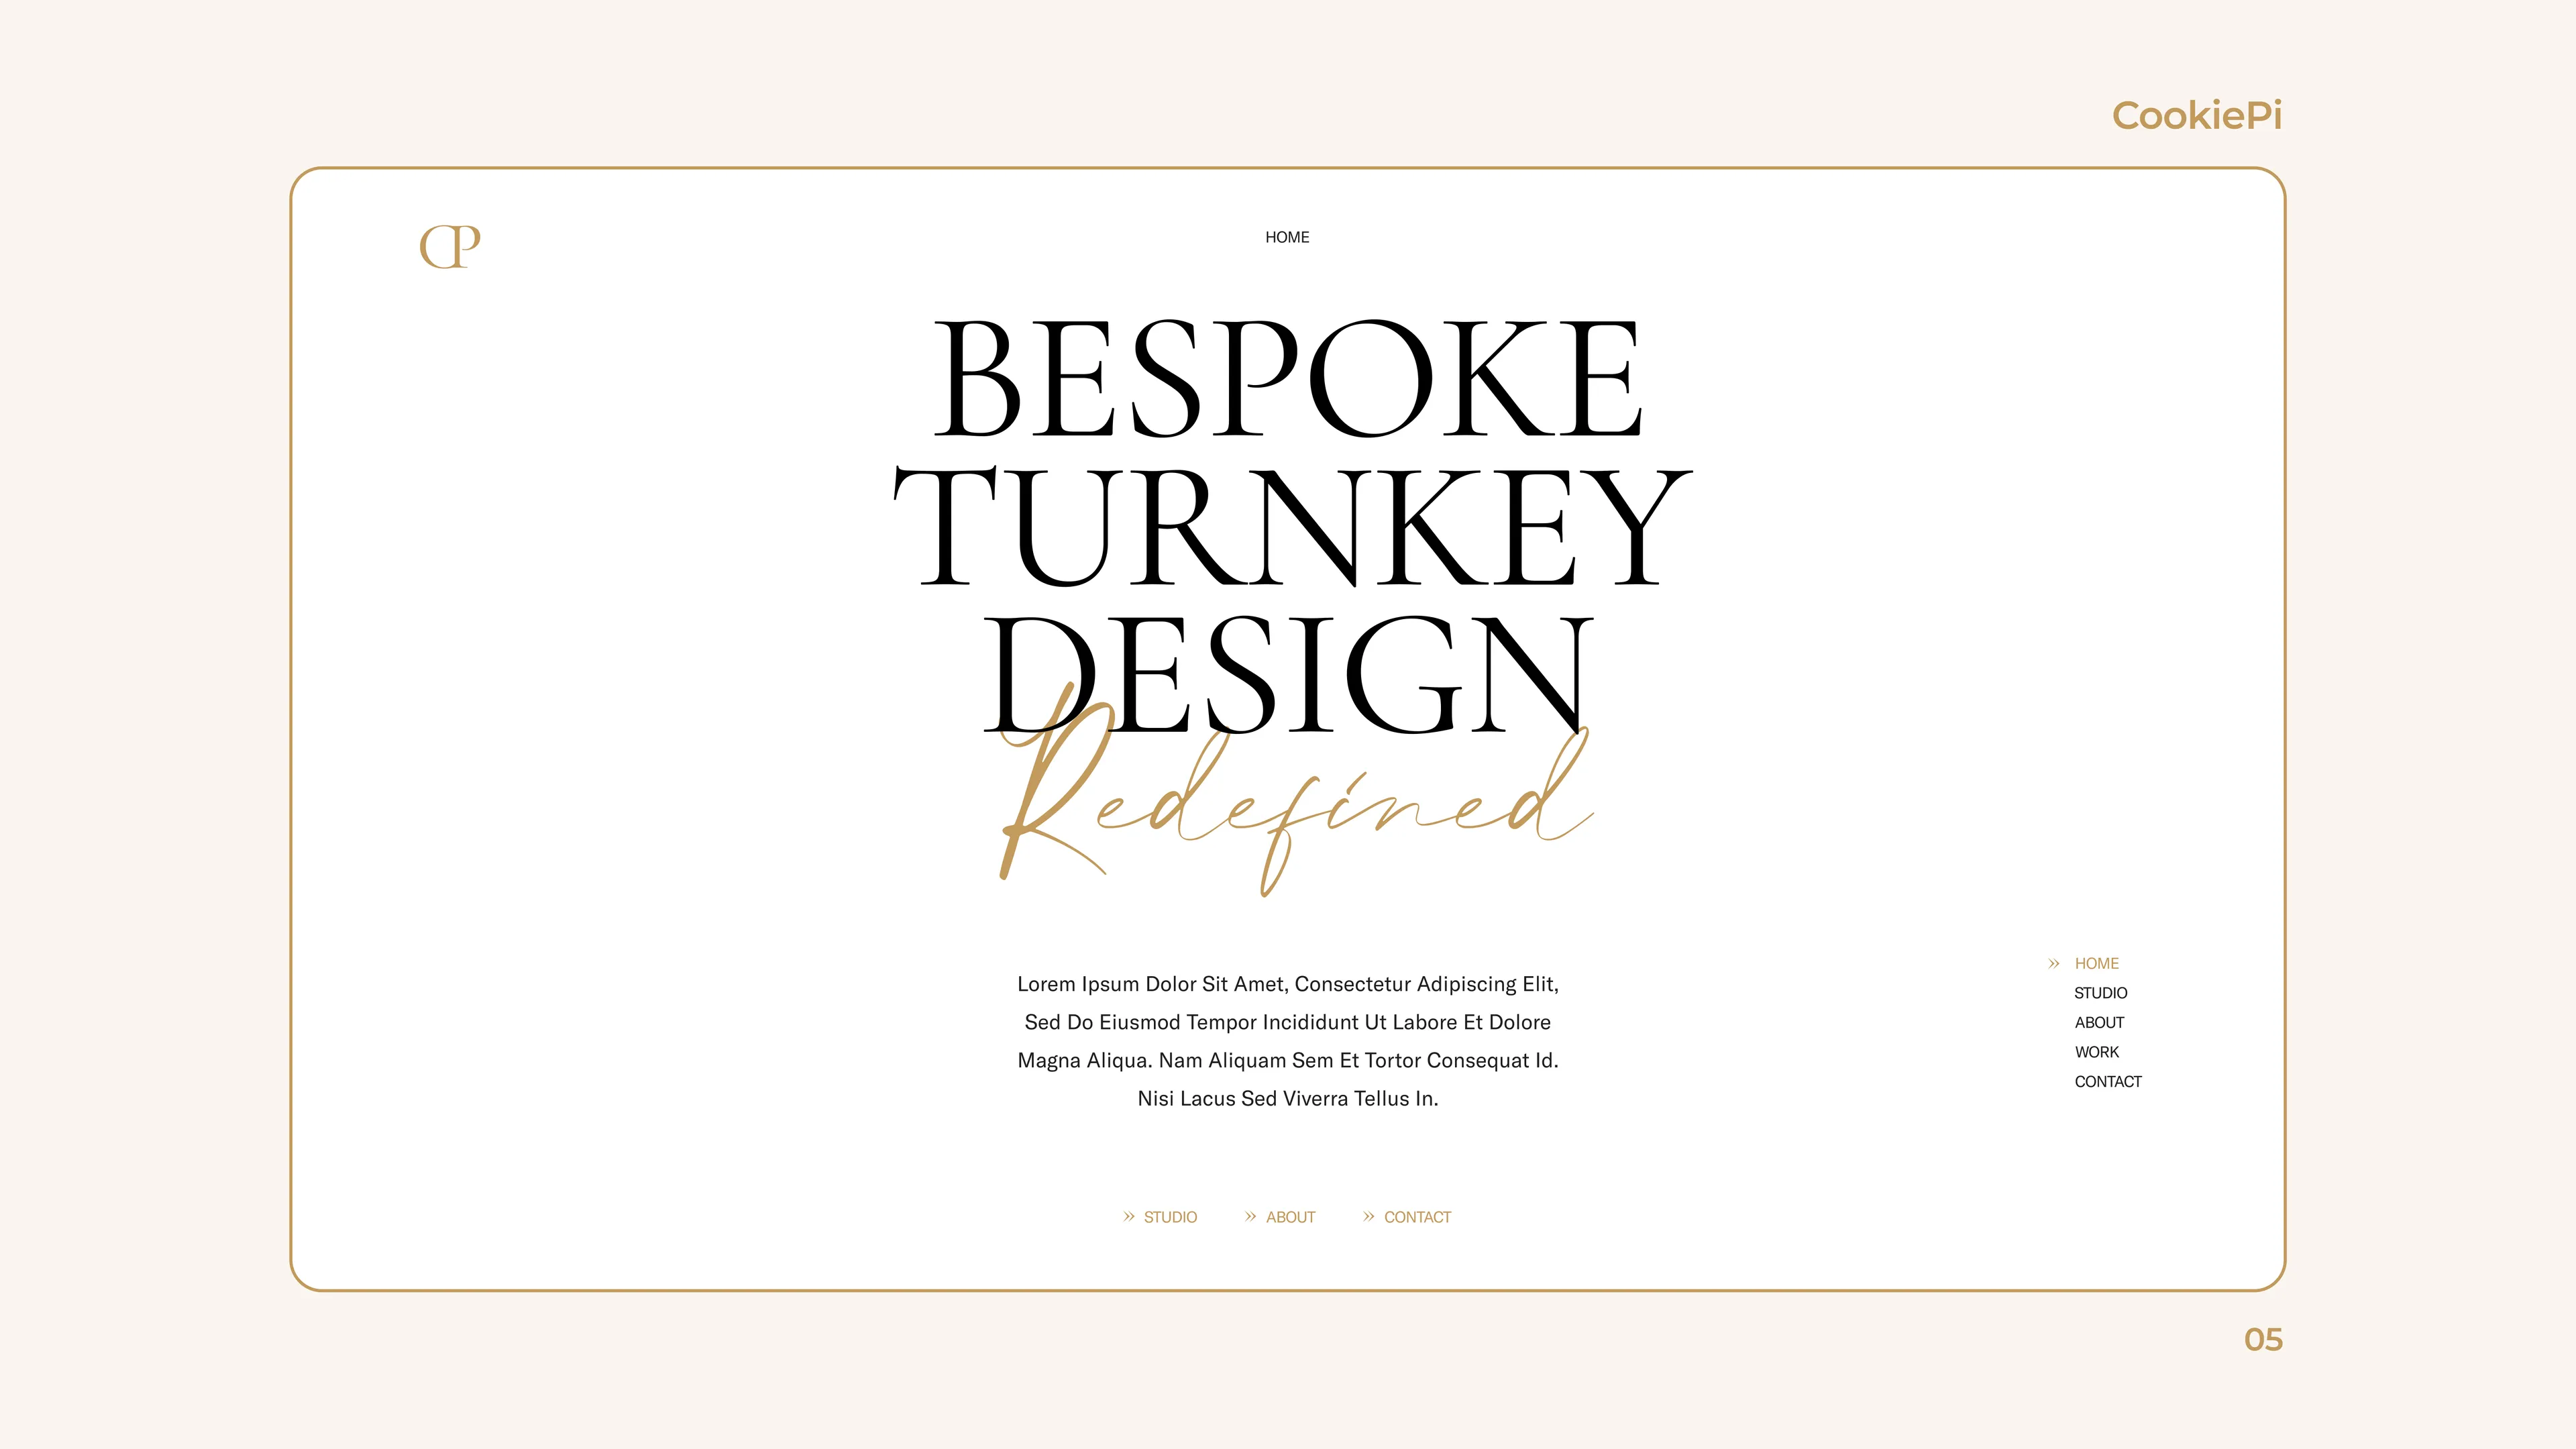 CookiePi
CP
HOME
BESPOKE
TURNKEY
DESIGN
Redefined
Lorem Ipsum Dolor Sit Amet, Consectetur Adipiscing Elit,
Sed Do Eiusmod Tempor Incididunt Ut Labore Et Dolore
Magna Aliqua. Nam Aliquam Sem Et Tortor Consequat Id.
Nisi Lacus Sed Viverra Tellus In.
» HOME
STUDIO
ABOUT
WORK
CONTACT
» STUDIO » ABOUT » CONTACT
05